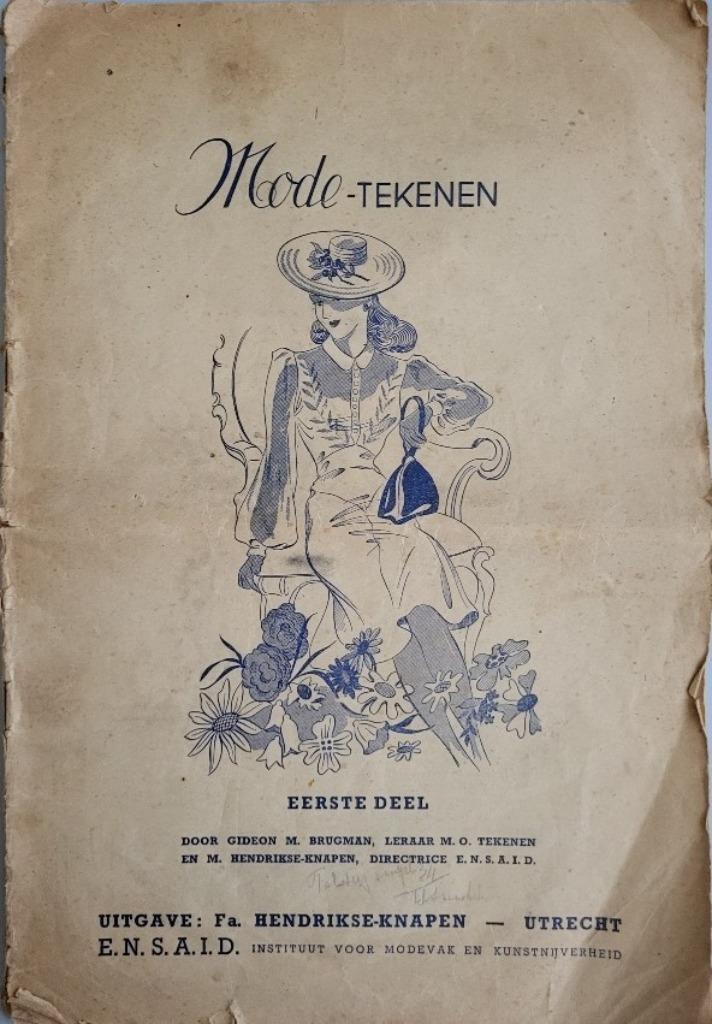 Mode-TEKENEN
EERSTE DEEL
DOOR GIDEON M. BRUGMAN, LERAAR M. O. TEKENEN
EN M. HENDRIKSE-KNAPEN, DIRECTRICE E. N. S. A. I. D.
UITGAVE: Fa. HENDRIKSE-KNAPEN — UTRECHT
E. N. S. A. I. D. INSTITUUT VOOR MODEVAK EN KUNSTNIJVERHEID